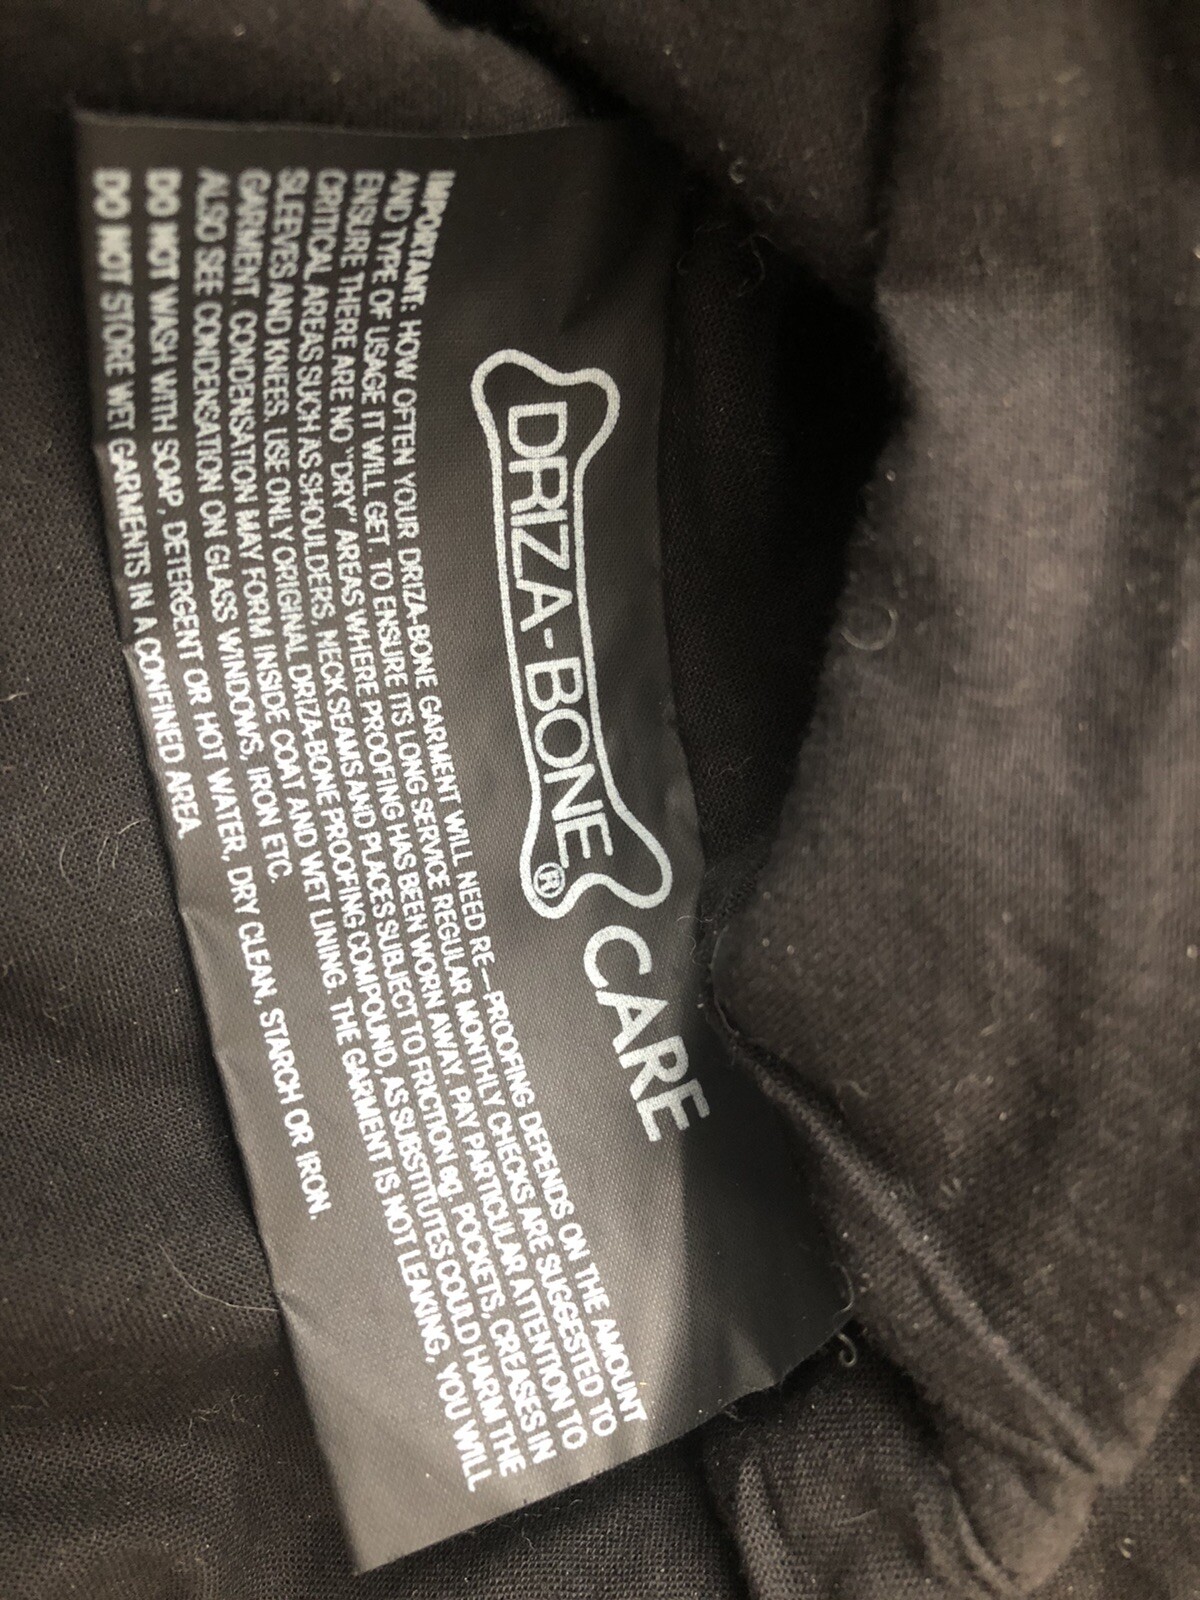 DRIZA-BONE® CARE
IMPORTANT: HOW OFTEN YOUR DRIZA-BONE GARMENT WILL NEED RE-PROOFING DEPENDS ON THE AMOUNT
AND TYPE OF USAGE IT WILL GET. TO ENSURE ITS LONG SERVICE REGULAR MONTHLY CHECKS ARE SUGGESTED TO
ENSURE THERE ARE NO "DRY" AREAS WHERE PROOFING HAS BEEN WORN AWAY. PAY PARTICULAR ATTENTION TO
CRITICAL AREAS SUCH AS SHOULDERS, NECK SEAMS AND PLACES SUBJECT TO FRICTION eg. POCKETS, CREASES IN
SLEEVES AND KNEES. USE ONLY ORIGINAL DRIZA-BONE PROOFING COMPOUND, AS SUBSTITUTES COULD HARM THE
GARMENT. CONDENSATION MAY FORM INSIDE COAT AND WET LINING. THE GARMENT IS NOT LEAKING, YOU WILL
ALSO SEE CONDENSATION ON GLASS WINDOWS, IRON ETC.
DO NOT WASH WITH SOAP, DETERGENT OR HOT WATER, DRY CLEAN, STARCH OR IRON.
DO NOT STORE WET GARMENTS IN A CONFINED AREA.